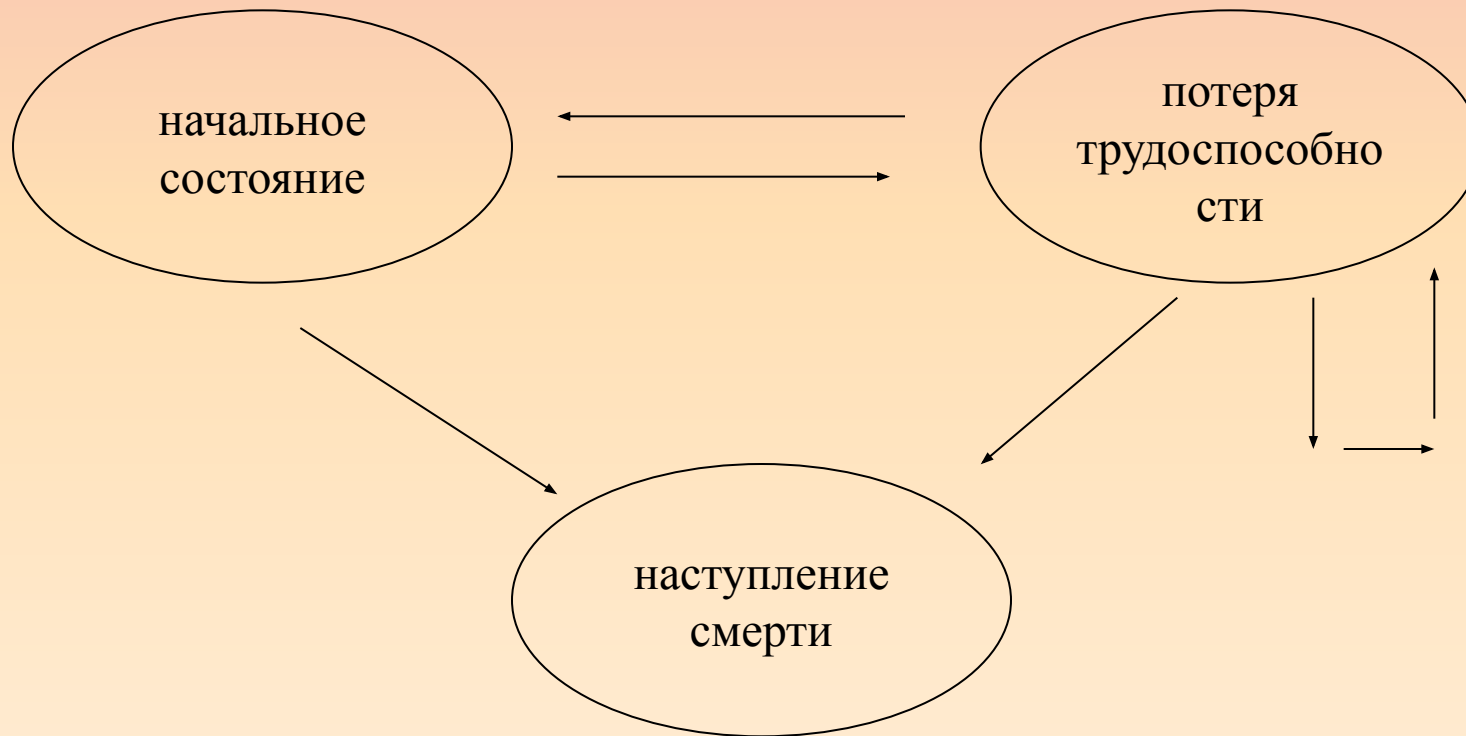 начальное
состояние
потеря
трудоспособно
сти
наступление
смерти